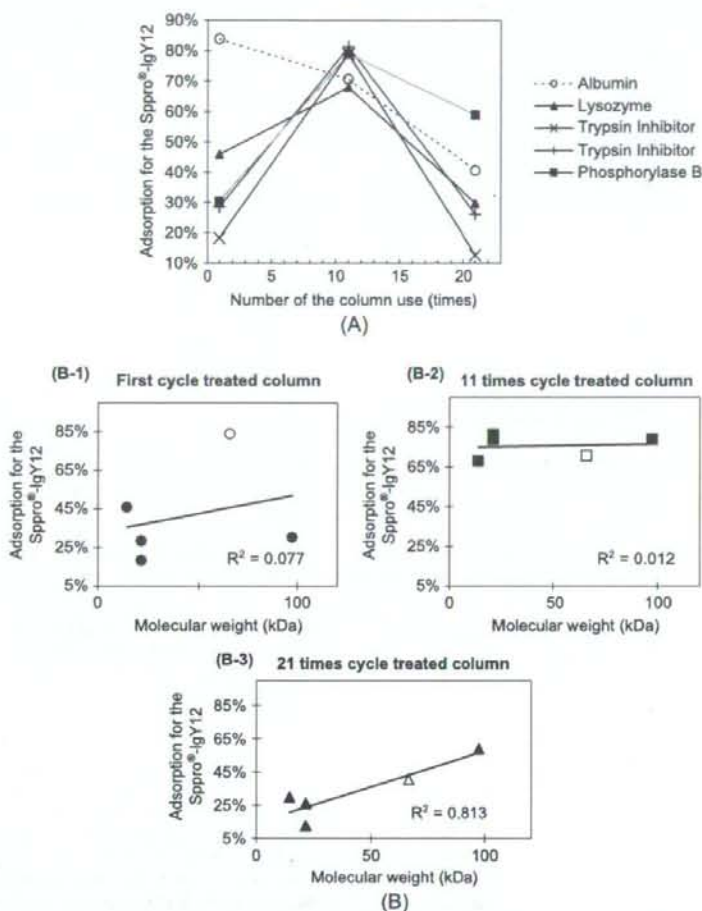 Adsorption for the Sppro®-IgY12
90%
80%
70%
60%
50%
40%
30%
20%
10%
0
5
10
15
20
Number of the column use (times)
Albumin
Lysozyme
Trypsin Inhibitor
Trypsin Inhibitor
Phosphorylase B
(A)
(B-1) First cycle treated column
Adsorption for the
Sppro®-IgY12
85%
65%
45%
25%
5%
R² = 0.077
0
100
Molecular weight (kDa)
(B-2) 11 times cycle treated column
Adsorption for the
Sppro®-IgY12
85%
65%
45%
25%
5%
R² = 0.012
0
50
100
Molecular weight (kDa)
(B-3) 21 times cycle treated column
Adsorption for the
Sppro®-IgY12
85%
65%
45%
25%
5%
R² = 0.813
0
50
100
Molecular weight (kDa)
(B)